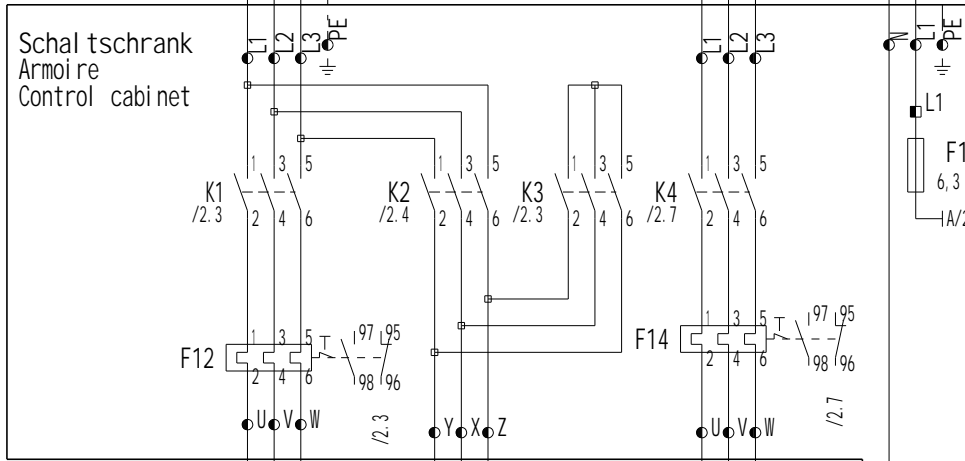 Schaltschrank
Armoire
Control cabinet
L1 L2 L3 PE
L1 L2 L3
N L1 PE
L1
F1
6,3
A/2
K1
/2.3
1 3 5
2 4 6
K2
/2.4
1 3 5
2 4 6
K3
/2.3
1 3 5
2 4 6
K4
/2.7
1 3 5
2 4 6
F12
1 3 5
2 4 6
97 95
98 96
/2.3
F14
1 3 5
2 4 6
97 95
98 96
/2.7
U V W
Y X Z
U V W